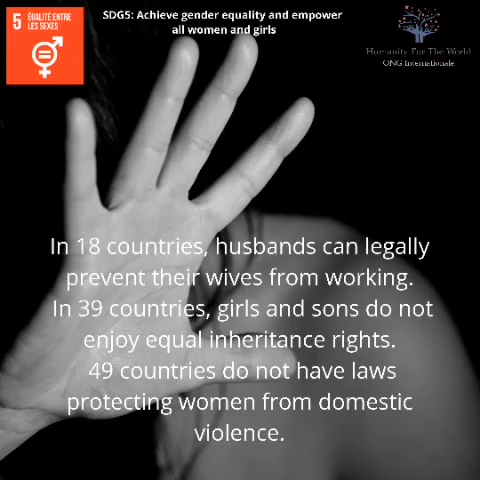 5 ÉGALITÉ ENTRE
LES SEXES
SDG5: Achieve gender equality and empower
all women and girls
Humanity For The World
ONG Internationale
In 18 countries, husbands can legally
prevent their wives from working.
In 39 countries, girls and sons do not
enjoy equal inheritance rights.
49 countries do not have laws
protecting women from domestic
violence.